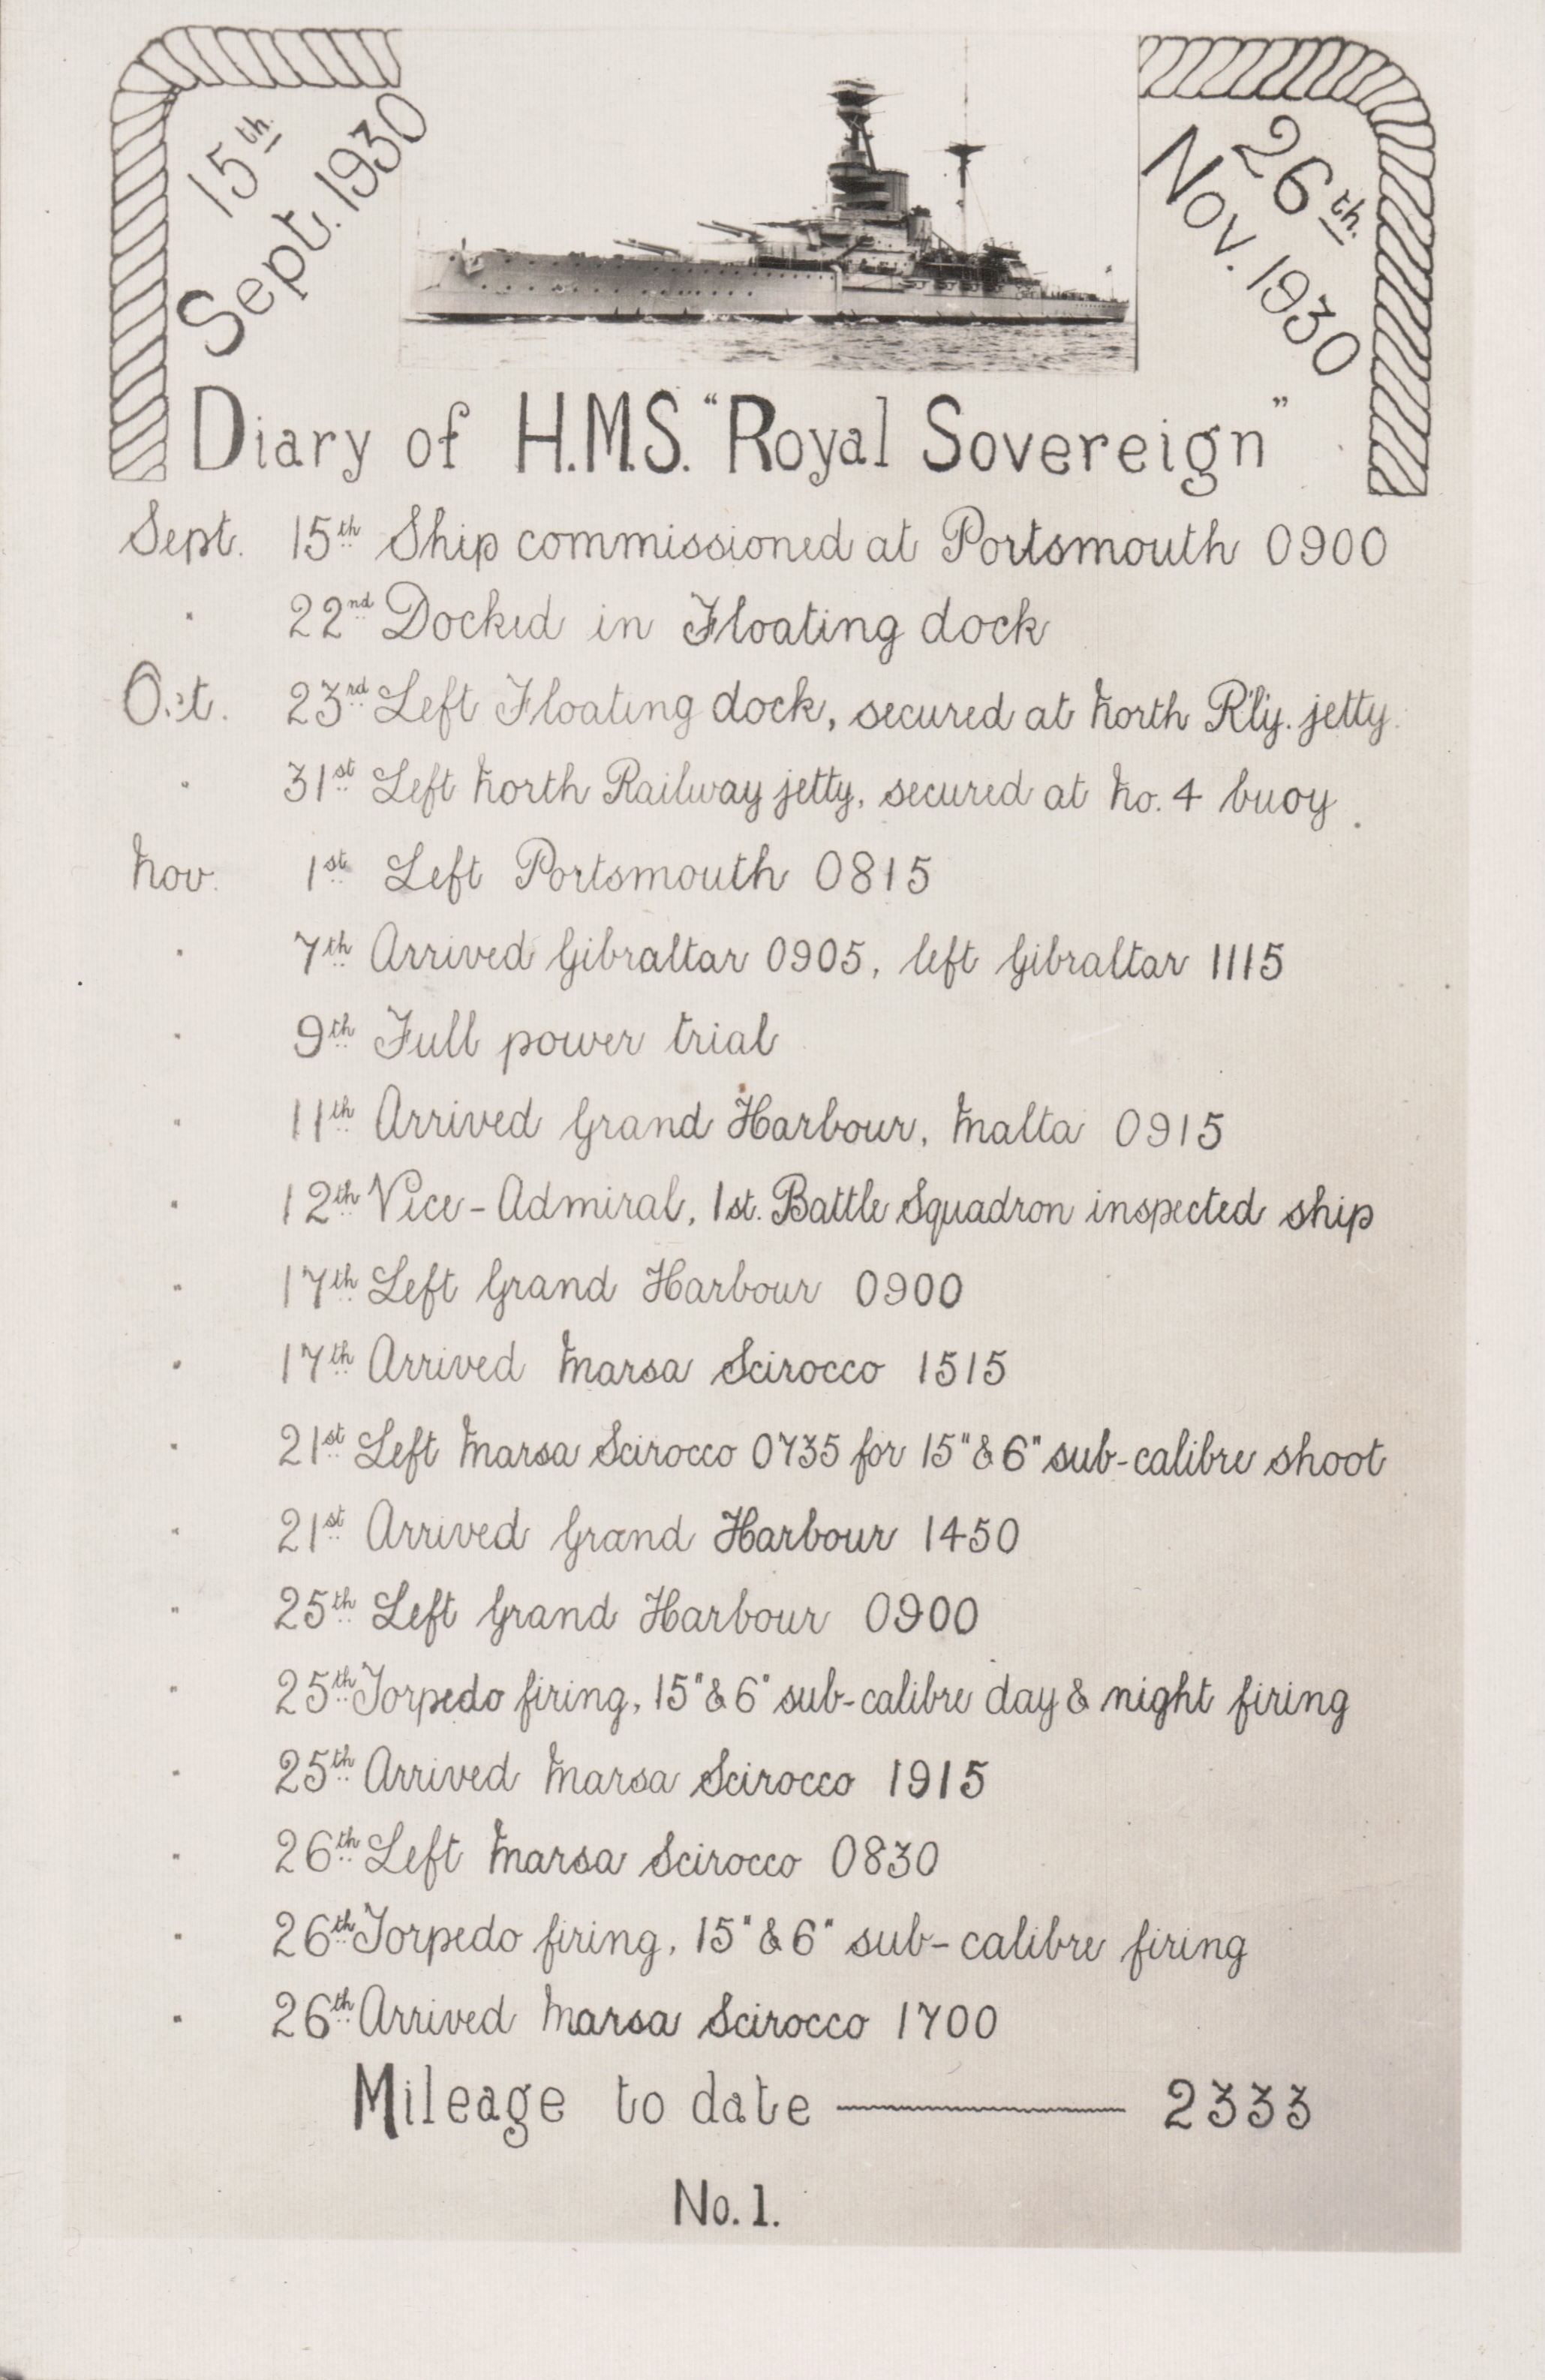 15th Sept. 1930
26th Nov. 1930
Diary of H.M.S. "Royal Sovereign"
Sept. 15th Ship commissioned at Portsmouth 0900
" 22nd Docked in Floating dock
Oct. 23rd Left Floating dock, secured at North R'ly. jetty.
" 31st Left North Railway jetty, secured at No. 4 buoy.
Nov. 1st Left Portsmouth 0815
" 7th Arrived Gibraltar 0905, left Gibraltar 1115
" 9th Full power trial
" 11th Arrived Grand Harbour, Malta 0915
" 12th Vice-Admiral, 1st. Battle Squadron inspected ship
" 17th Left Grand Harbour 0900
" 17th Arrived Marsa Scirocco 1515
" 21st Left Marsa Scirocco 0735 for 15" & 6" sub-calibre shoot
" 21st Arrived Grand Harbour 1450
" 25th Left Grand Harbour 0900
" 25th Torpedo firing, 15" & 6" sub-calibre day & night firing
" 25th Arrived Marsa Scirocco 1915
" 26th Left Marsa Scirocco 0830
" 26th Torpedo firing, 15" & 6" sub-calibre firing
" 26th Arrived Marsa Scirocco 1700
Mileage to date — 2333
No. 1.